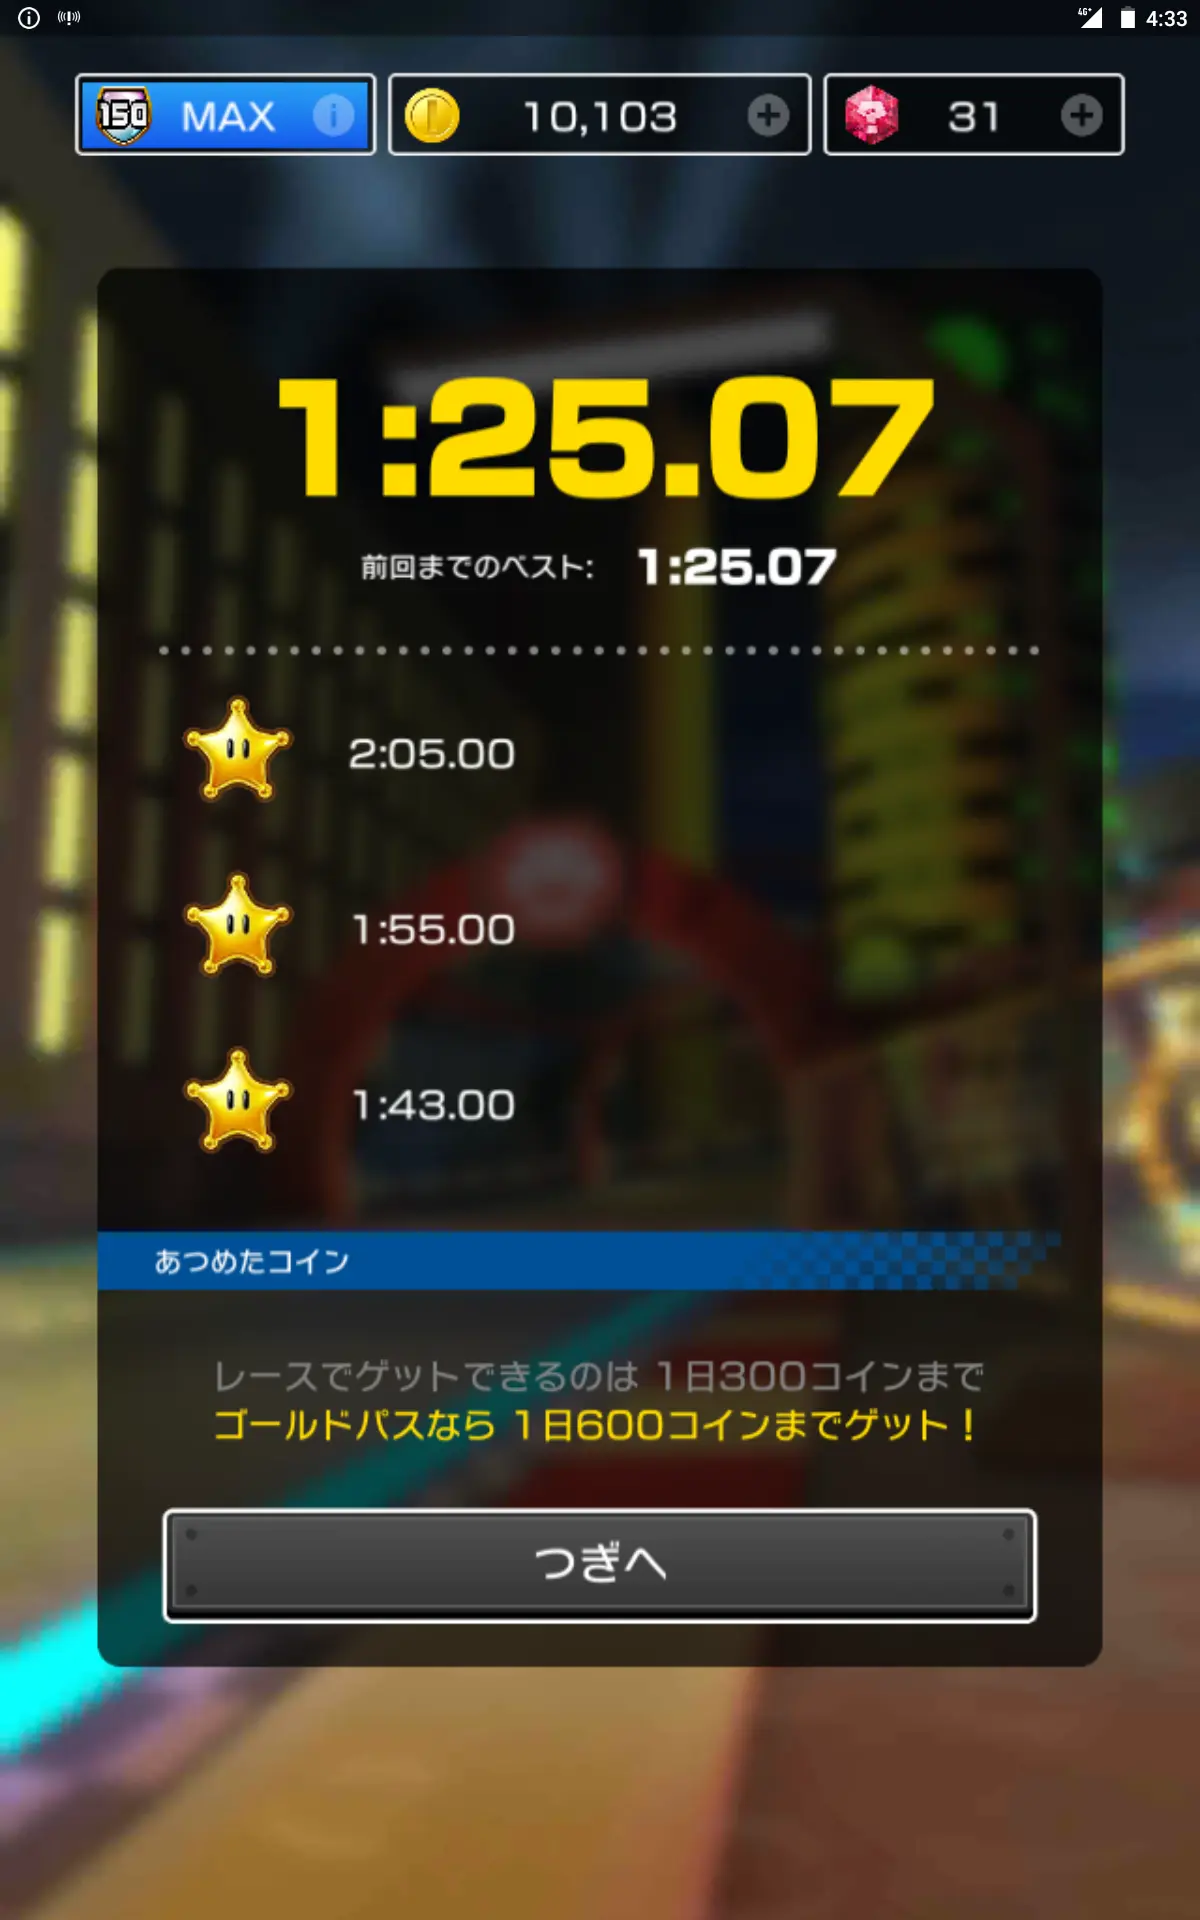 4G+ 4:33
150 MAX 10,103 31
1:25.07
前回までのベスト: 1:25.07
2:05.00
1:55.00
1:43.00
あつめたコイン
レースでゲットできるのは 1日300コインまで
ゴールドパスなら 1日600コインまでゲット！
つぎへ